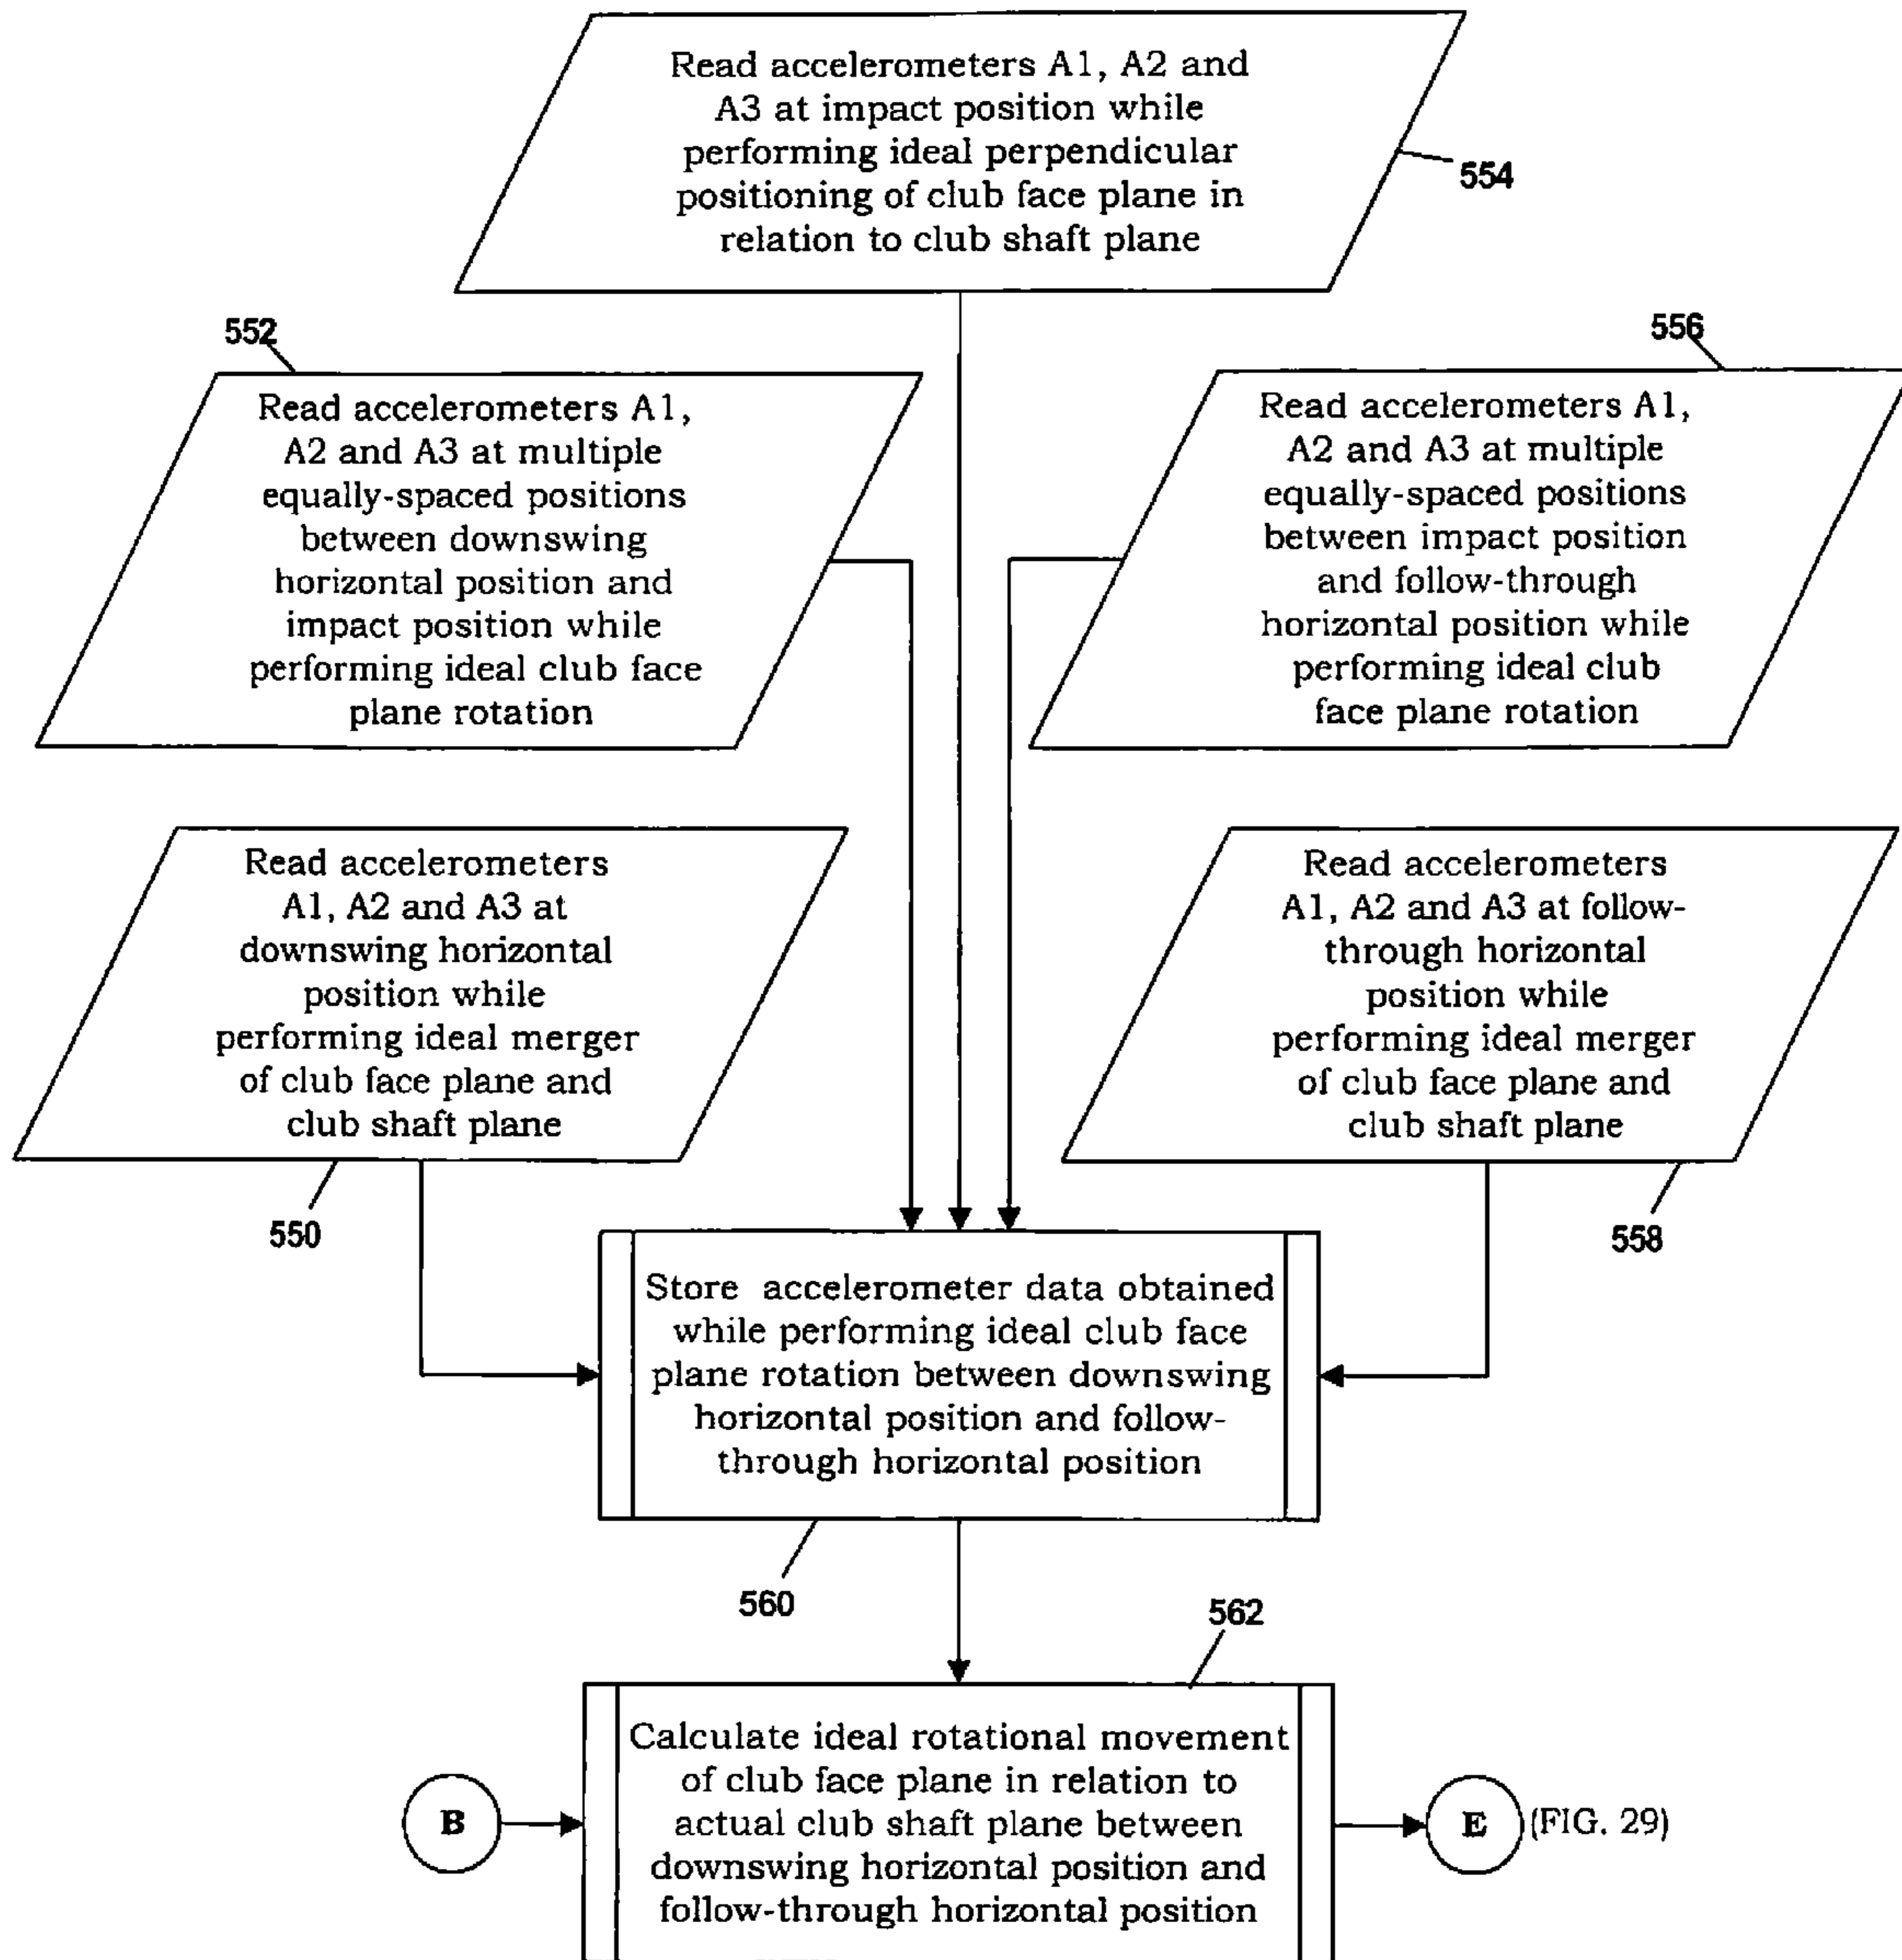 Read accelerometers A1, A2 and
A3 at impact position while
performing ideal perpendicular
positioning of club face plane in
relation to club shaft plane
554
552
Read accelerometers A1,
A2 and A3 at multiple
equally-spaced positions
between downswing
horizontal position and
impact position while
performing ideal club face
plane rotation
556
Read accelerometers A1,
A2 and A3 at multiple
equally-spaced positions
between impact position
and follow-through
horizontal position while
performing ideal club
face plane rotation
Read accelerometers
A1, A2 and A3 at
downswing horizontal
position while
performing ideal merger
of club face plane and
club shaft plane
550
Read accelerometers
A1, A2 and A3 at follow-
through horizontal
position while
performing ideal merger
of club face plane and
club shaft plane
558
Store accelerometer data obtained
while performing ideal club face
plane rotation between downswing
horizontal position and follow-
through horizontal position
560
562
Calculate ideal rotational movement
of club face plane in relation to
actual club shaft plane between
downswing horizontal position and
follow-through horizontal position
B
E (FIG. 29)